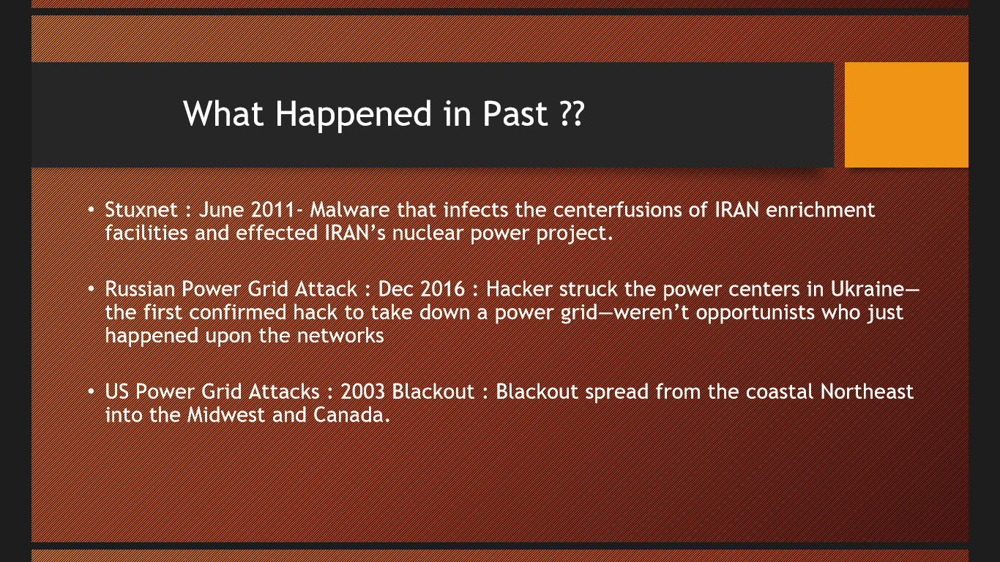 What Happened in Past ??
• Stuxnet : June 2011- Malware that infects the centerfusions of IRAN enrichment
facilities and effected IRAN’s nuclear power project.
• Russian Power Grid Attack : Dec 2016 : Hacker struck the power centers in Ukraine—
the first confirmed hack to take down a power grid—weren’t opportunists who just
happened upon the networks
• US Power Grid Attacks : 2003 Blackout : Blackout spread from the coastal Northeast
into the Midwest and Canada.